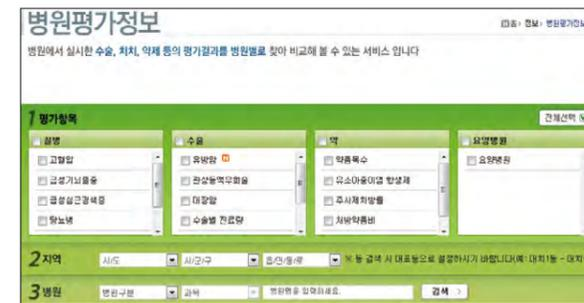 병원평가정보
홈 > 정보 > 병원평가정보
병원에서 실시한 수술, 처치, 약제 등의 평가결과를 병원별로 찾아 비교해 볼 수 있는 서비스 입니다
1 평가항목
전체선택
질병 수술 약 요양병원
고혈압 유방암 약품목수 요양병원
급성기뇌졸중 관상동맥우회술 유소아중이염 항생제
급성심근경색증 대장암 주사제처방률
당뇨병 수술별 진료량 처방약품비
2 지역 시/도 시/군/구 읍/면/동/로 ※ 동 검색 시 대표동으로 설정하시기 바랍니다(예: 대치1동 - 대치
3 병원 병원구분 과목 병원명을 입력하세요. 검색 >